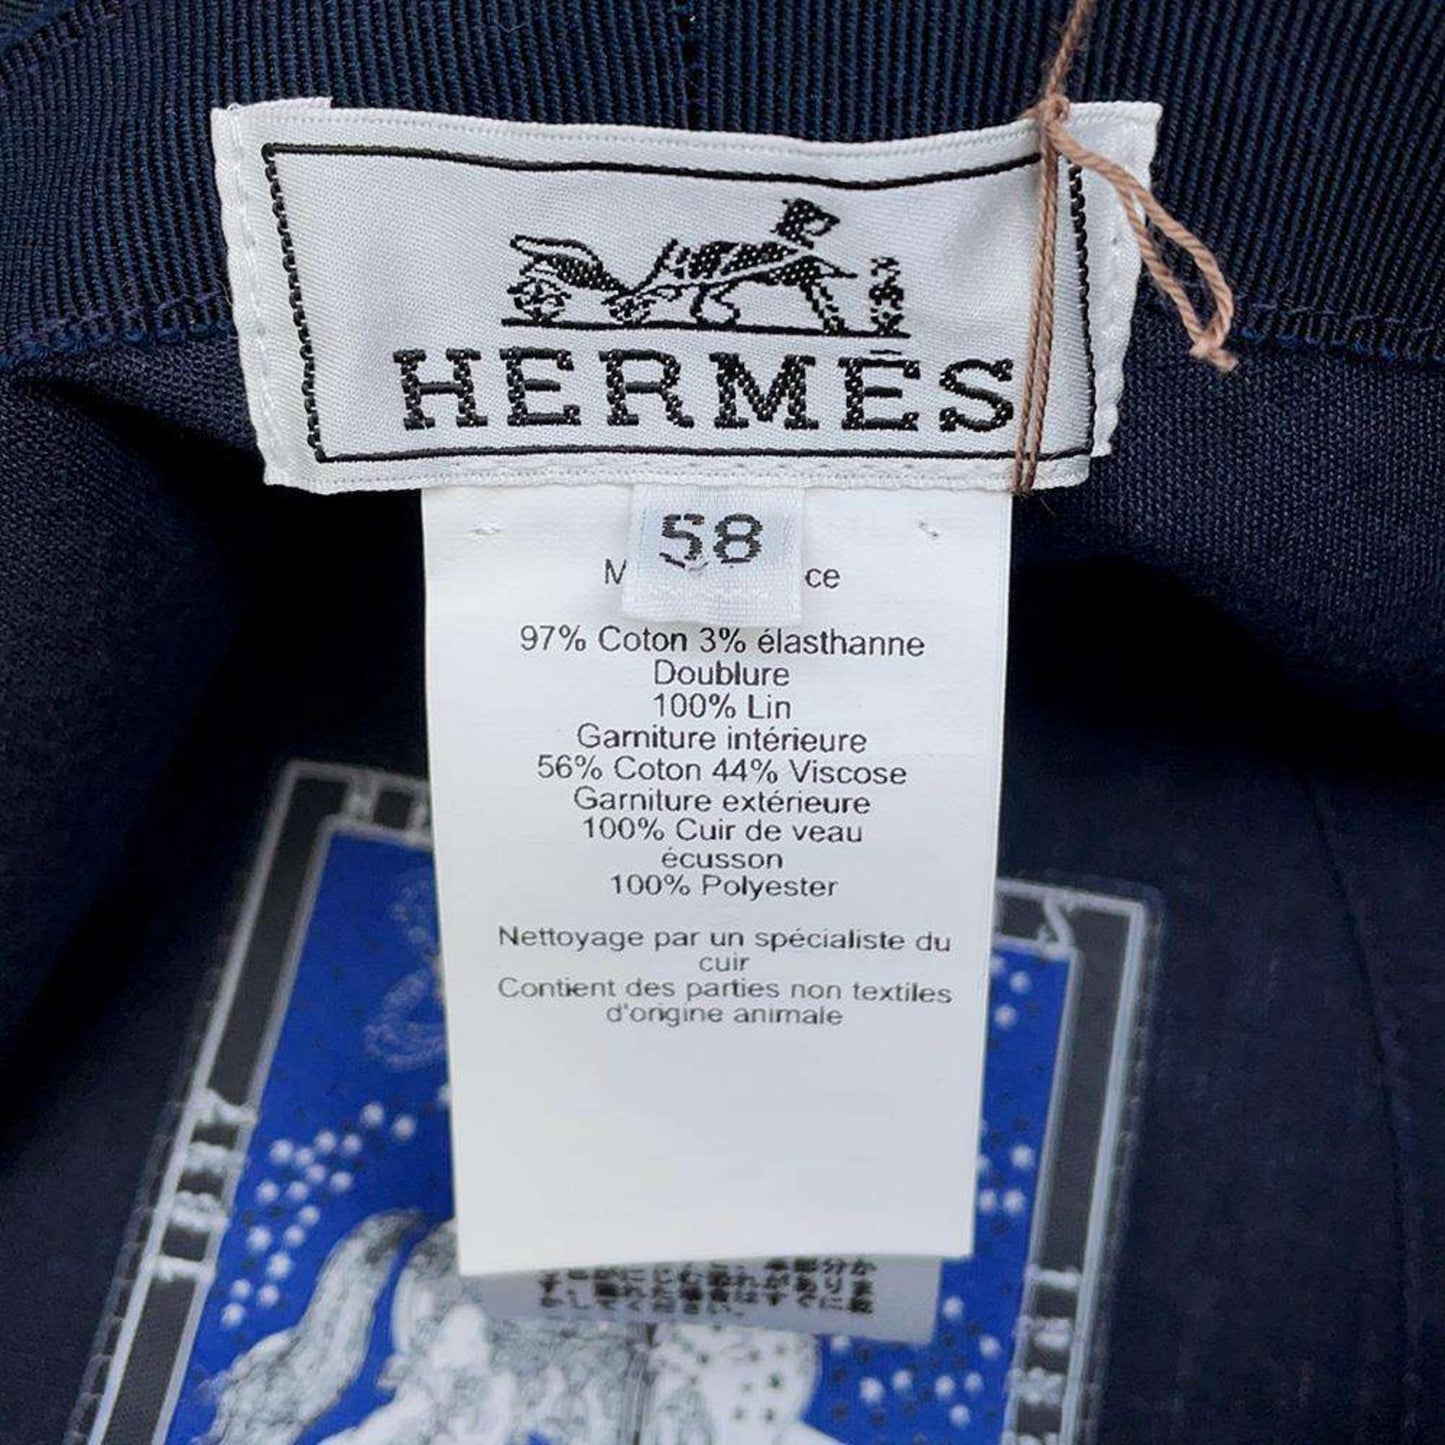 HERMÈS
58
M ce
97% Coton 3% élasthanne
Doublure
100% Lin
Garniture intérieure
56% Coton 44% Viscose
Garniture extérieure
100% Cuir de veau
écusson
100% Polyester
Nettoyage par un spécialiste du
cuir
Contient des parties non textiles
d'origine animale